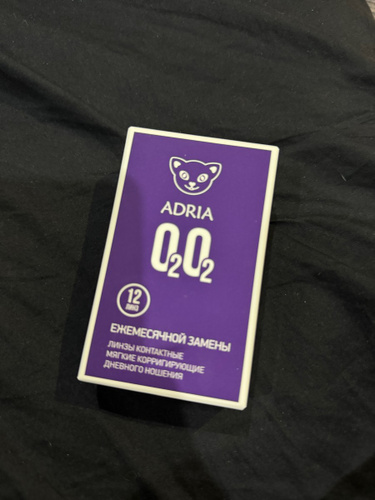 ADRIA
O2O2
12
ЛИНЗ
ЕЖЕМЕСЯЧНОЙ ЗАМЕНЫ
ЛИНЗЫ КОНТАКТНЫЕ
МЯГКИЕ КОРРИГИРУЮЩИЕ
ДНЕВНОГО НОШЕНИЯ